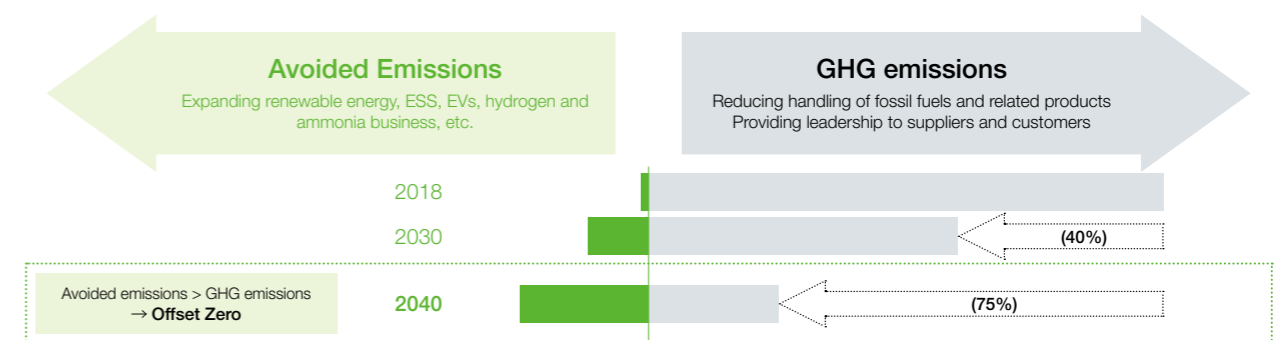 Avoided Emissions
Expanding renewable energy, ESS, EVs, hydrogen and
ammonia business, etc.
GHG emissions
Reducing handling of fossil fuels and related products
Providing leadership to suppliers and customers
2018
2030
(40%)
Avoided emissions > GHG emissions
→ Offset Zero
2040
(75%)